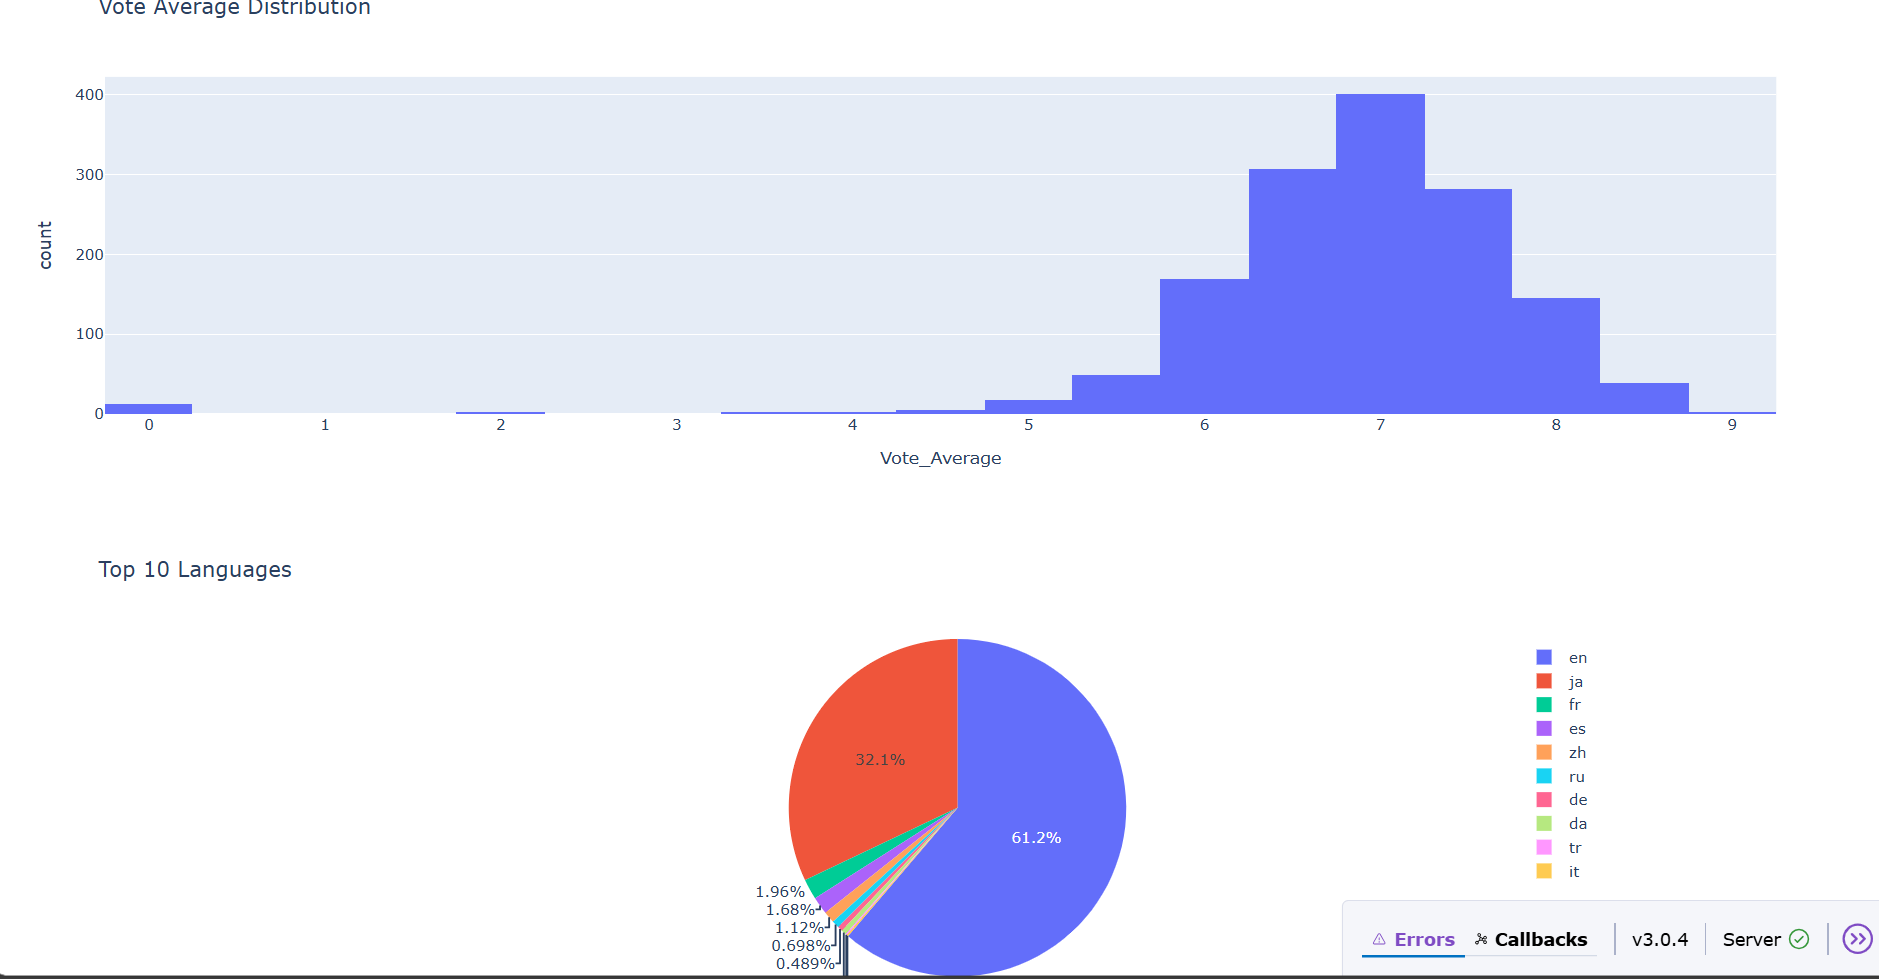 Vote Average Distribution
400
300
200
100
0
count
0 1 2 3 4 5 6 7 8 9
Vote_Average
Top 10 Languages
32.1%
61.2%
1.96%
1.68%
1.12%
0.698%
0.489%
en
ja
fr
es
zh
ru
de
da
tr
it
Errors Callbacks v3.0.4 Server